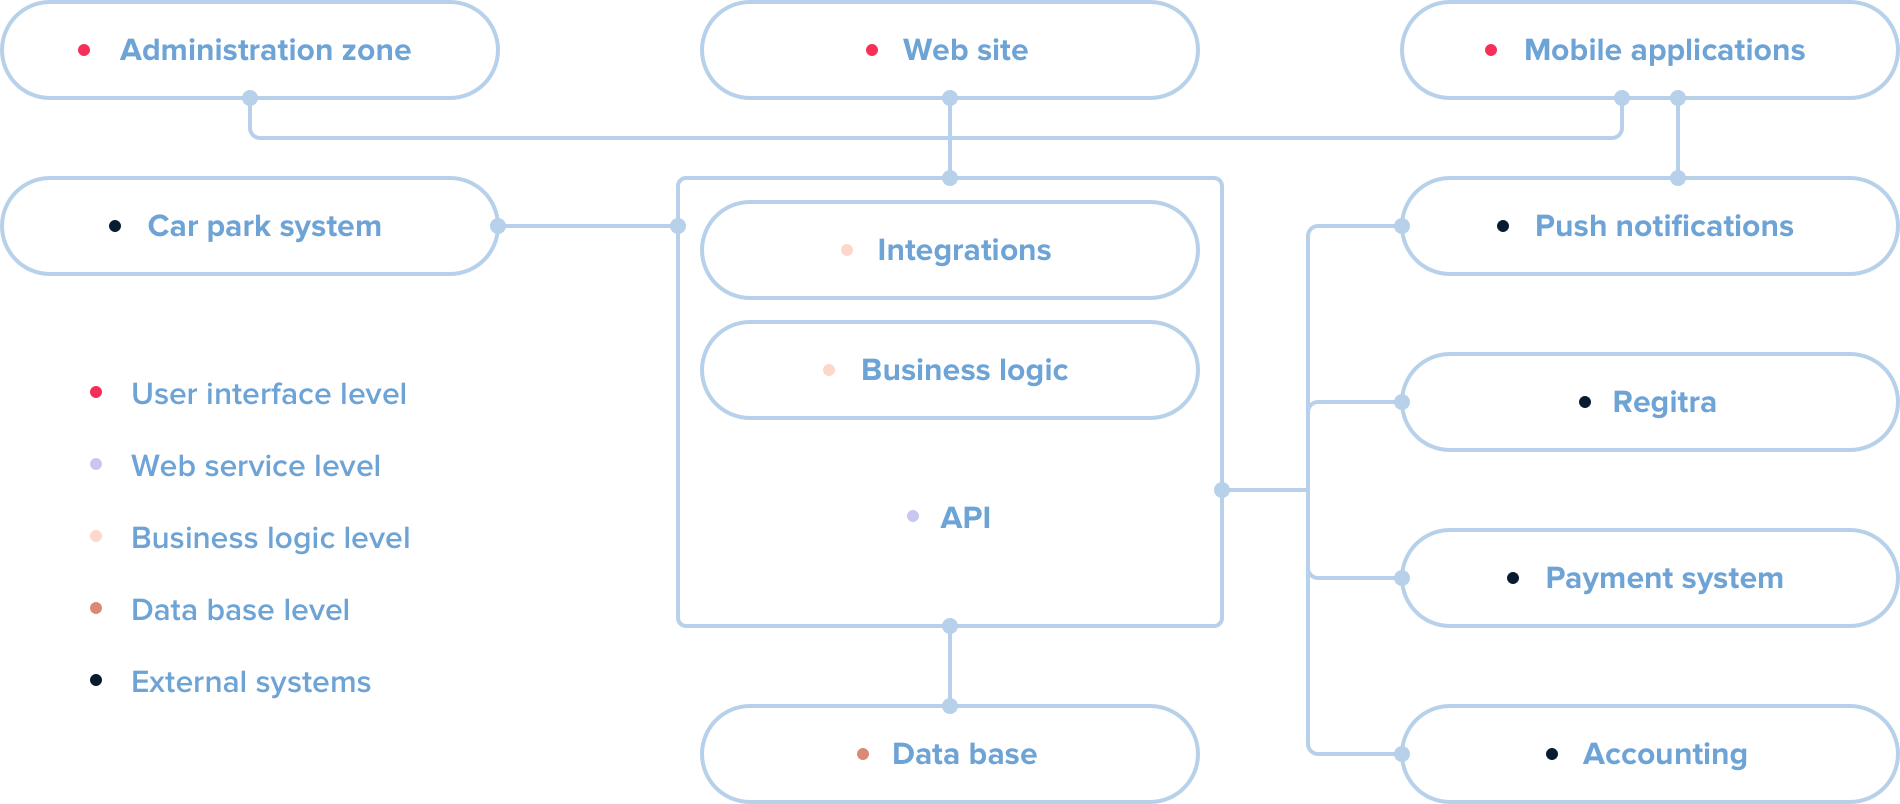 Administration zone
Web site
Mobile applications
Car park system
Integrations
Push notifications
Business logic
User interface level
Regitra
Web service level
API
Business logic level
Payment system
Data base level
External systems
Data base
Accounting